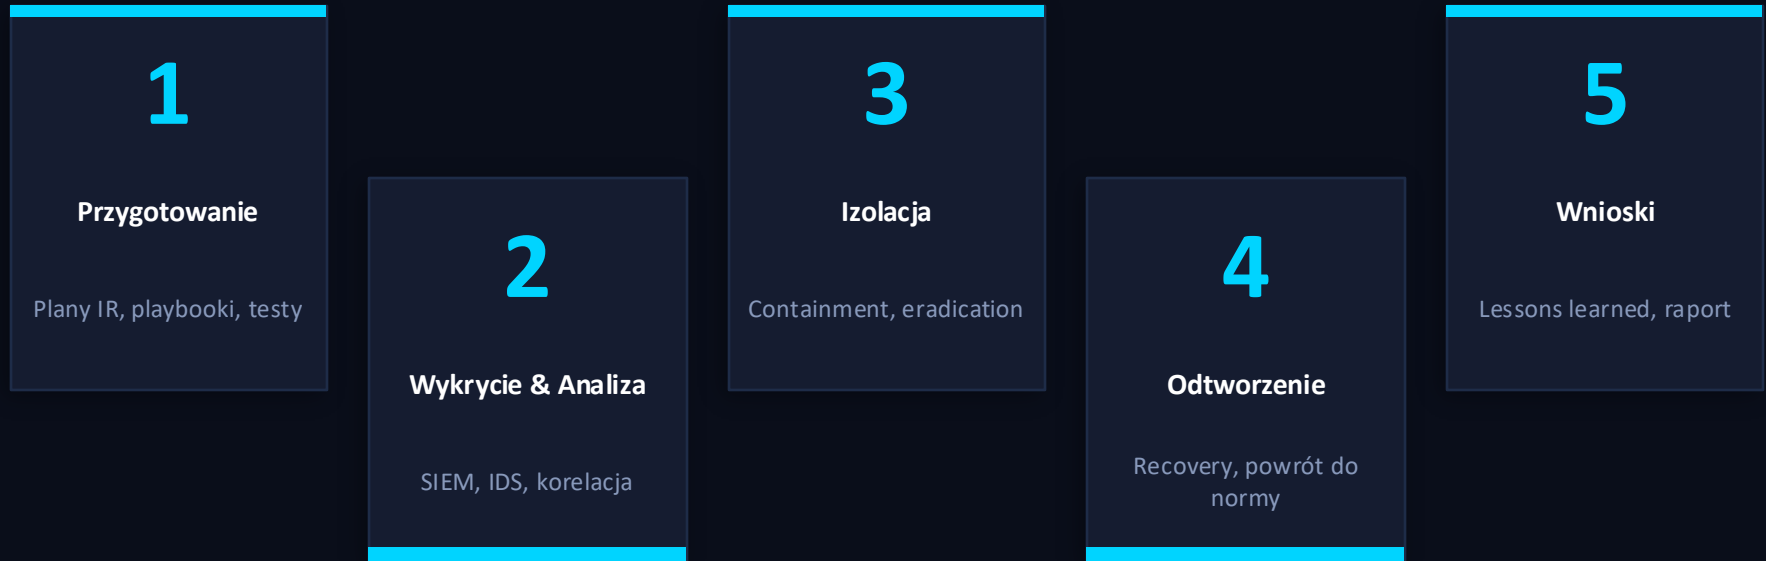 1
Przygotowanie
Plany IR, playbooki, testy
2
Wykrycie & Analiza
SIEM, IDS, korelacja
3
Izolacja
Containment, eradication
4
Odtworzenie
Recovery, powrót do
normy
5
Wnioski
Lessons learned, raport